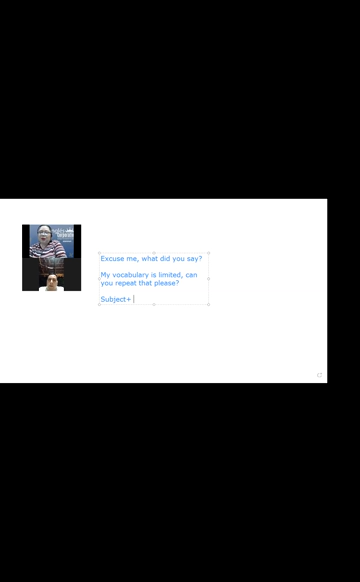 Excuse me, what did you say?
My vocabulary is limited, can
you repeat that please?
Subject+